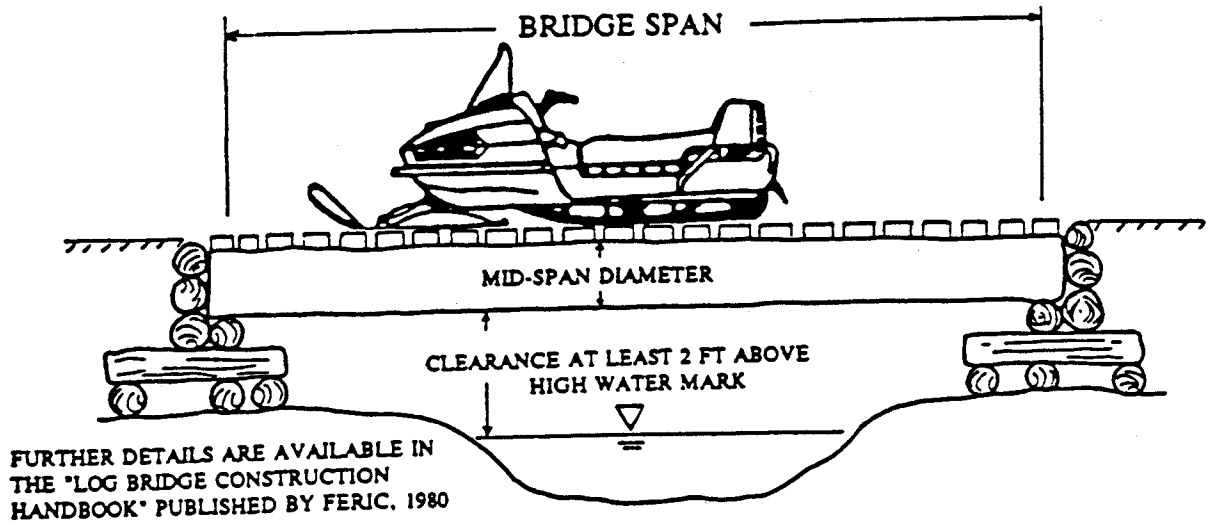 BRIDGE SPAN
MID-SPAN DIAMETER
CLEARANCE AT LEAST 2 FT ABOVE
HIGH WATER MARK
FURTHER DETAILS ARE AVAILABLE IN
THE "LOG BRIDGE CONSTRUCTION
HANDBOOK" PUBLISHED BY FERIC, 1980